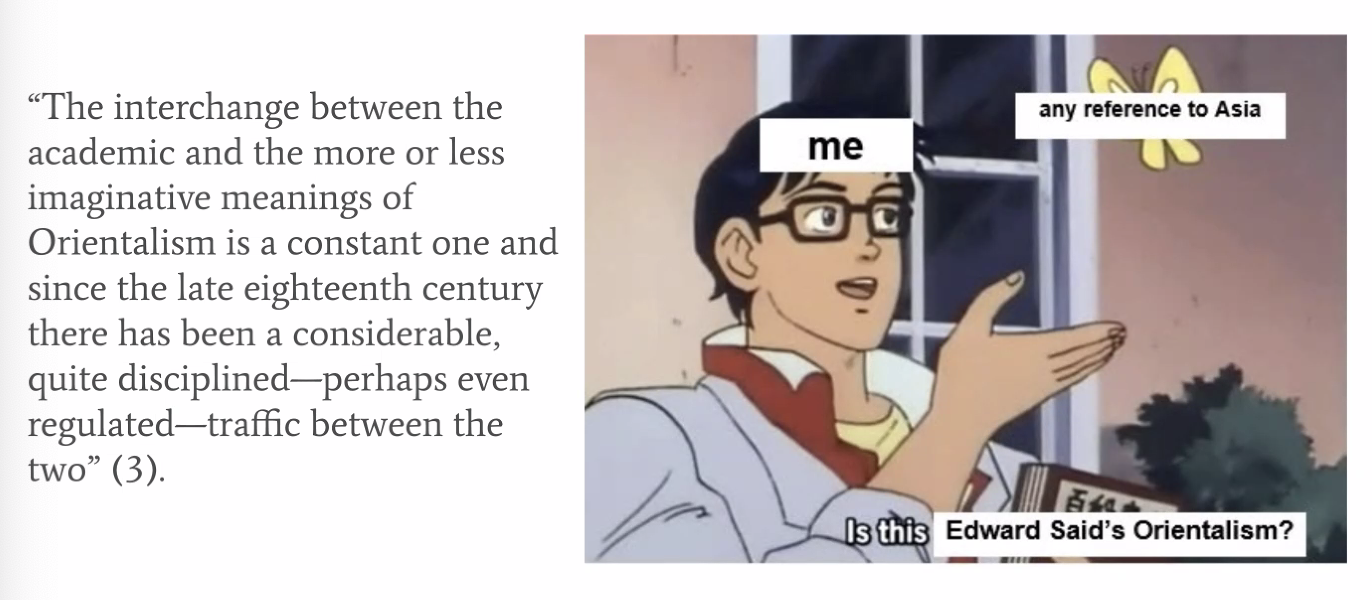 “The interchange between the
academic and the more or less
imaginative meanings of
Orientalism is a constant one and
since the late eighteenth century
there has been a considerable,
quite disciplined—perhaps even
regulated—traffic between the
two” (3).
any reference to Asia
me
Is this Edward Said’s Orientalism?